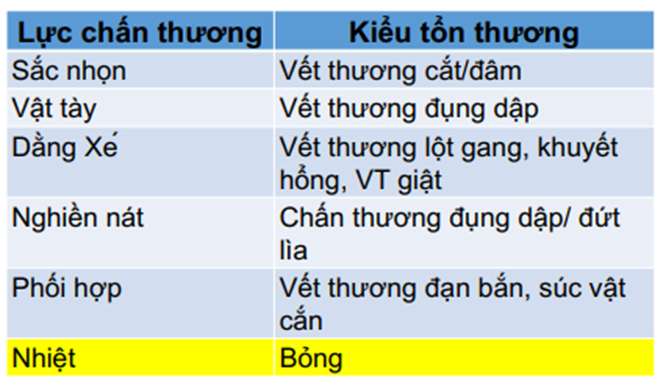 Lực chấn thương Kiểu tổn thương
Sắc nhọn Vết thương cắt/đâm
Vật tày Vết thương đụng dập
Dằng Xé Vết thương lột gang, khuyết
hổng, VT giật
Nghiền nát Chấn thương đụng dập/ đứt
lìa
Phối hợp Vết thương đạn bắn, súc vật
cắn
Nhiệt Bỏng